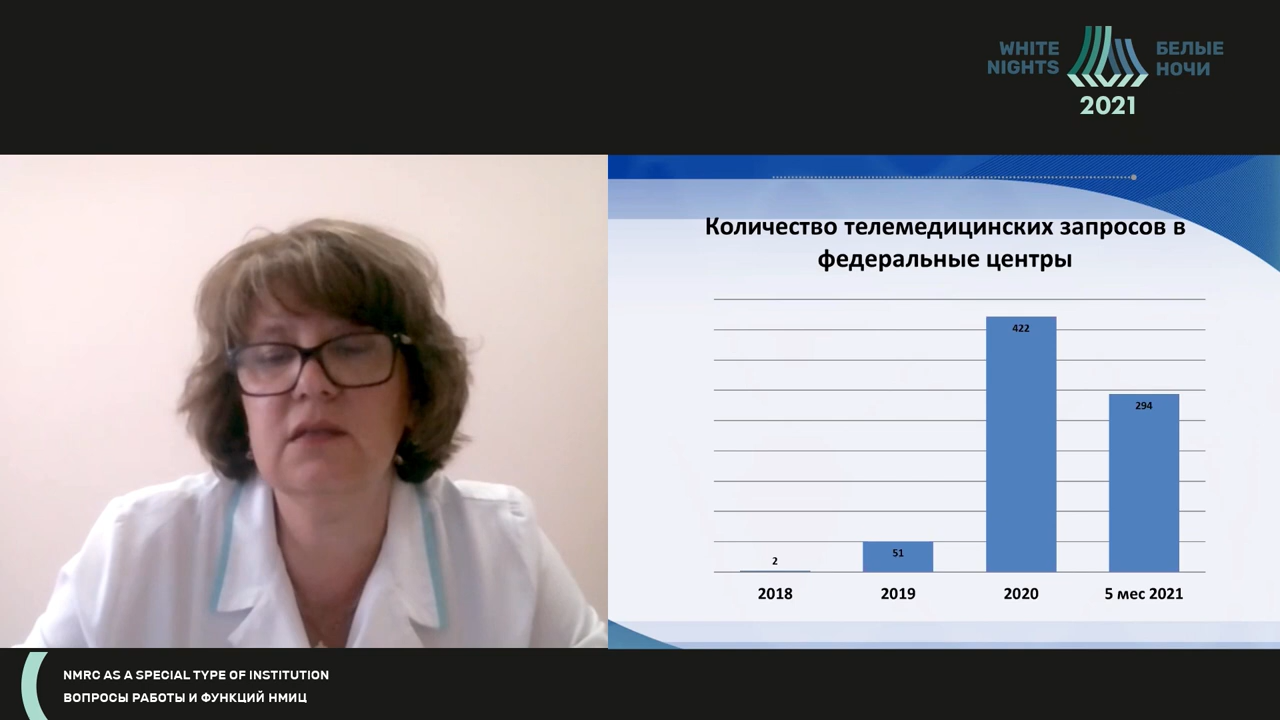 WHITE
NIGHTS
БЕЛЫЕ
НОЧИ
2021
Количество телемедицинских запросов в
федеральные центры
422
294
51
2
2018 2019 2020 5 мес 2021
NMRC AS A SPECIAL TYPE OF INSTITUTION
ВОПРОСЫ РАБОТЫ И ФУНКЦИЙ НМИЦ